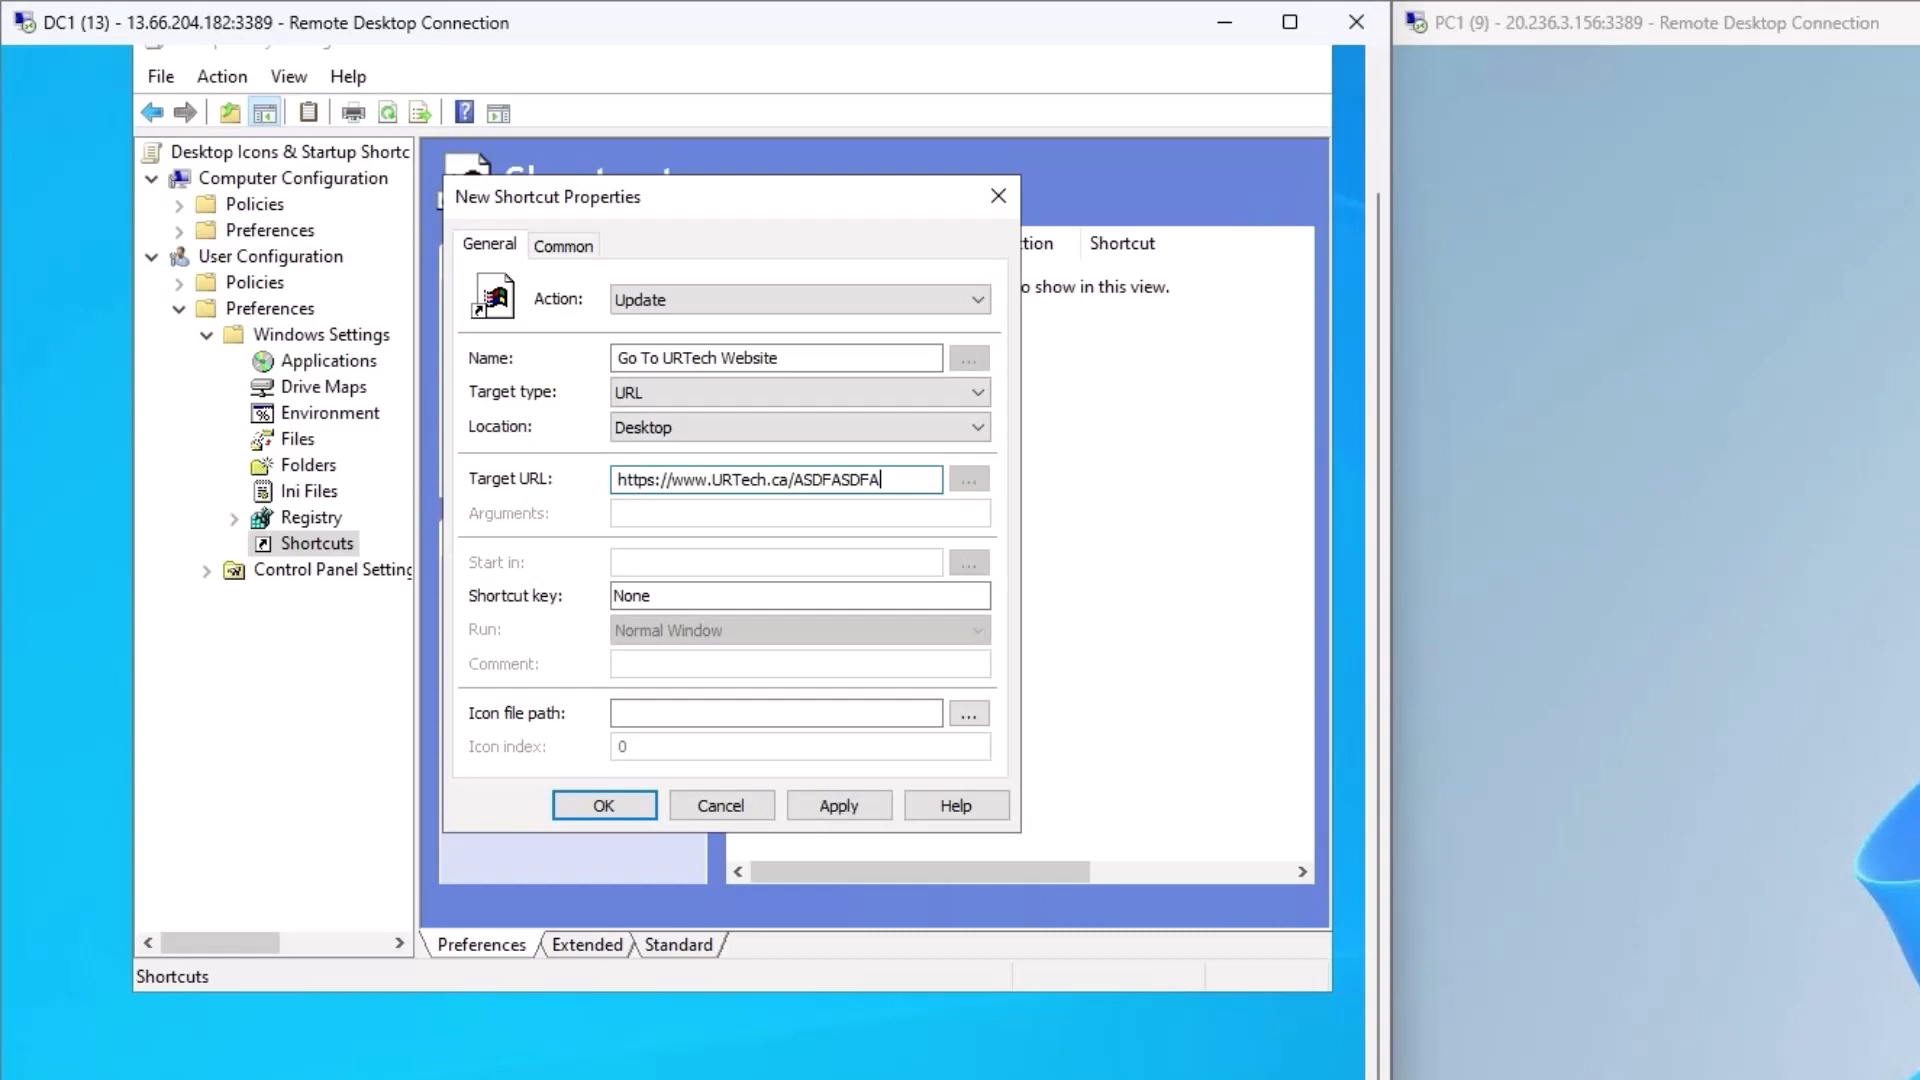 DC1 (13) - 13.66.204.182:3389 - Remote Desktop Connection
PC1 (9) - 20.236.3.156:3389 - Remote Desktop Connection
File Action View Help
Desktop Icons & Startup Shortc
Computer Configuration
Policies
Preferences
User Configuration
Policies
Preferences
Windows Settings
Applications
Drive Maps
Environment
Files
Folders
Ini Files
Registry
Shortcuts
Control Panel Setting
tion
Shortcut
o show in this view.
New Shortcut Properties
General
Common
Action:
Update
Name:
Go To URTech Website
...
Target type:
URL
Location:
Desktop
Target URL:
https://www.URTech.ca/ASDFASDFA
...
Arguments:
Start in:
...
Shortcut key:
None
Run:
Normal Window
Comment:
Icon file path:
...
Icon index:
0
OK
Cancel
Apply
Help
Preferences
Extended
Standard
Shortcuts